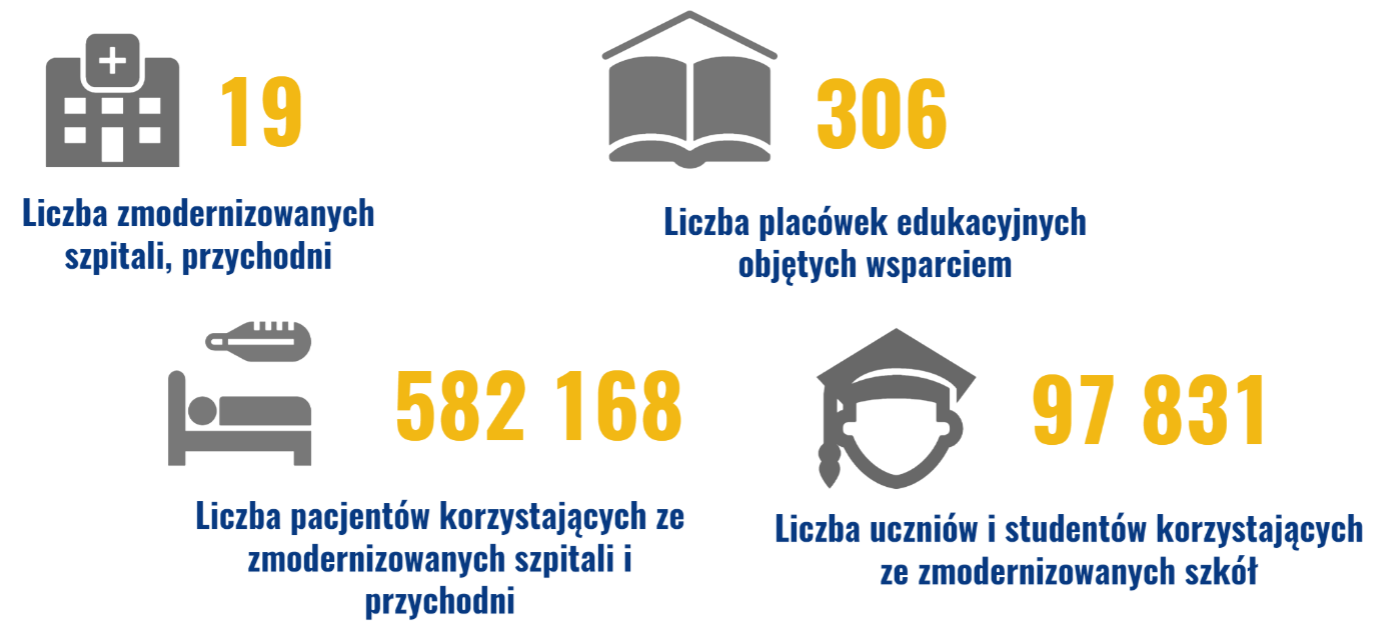 19
Liczba zmodernizowanych
szpitali, przychodni
306
Liczba placówek edukacyjnych
objętych wsparciem
582 168
Liczba pacjentów korzystających ze
zmodernizowanych szpitali i
przychodni
97 831
Liczba uczniów i studentów korzystających
ze zmodernizowanych szkół